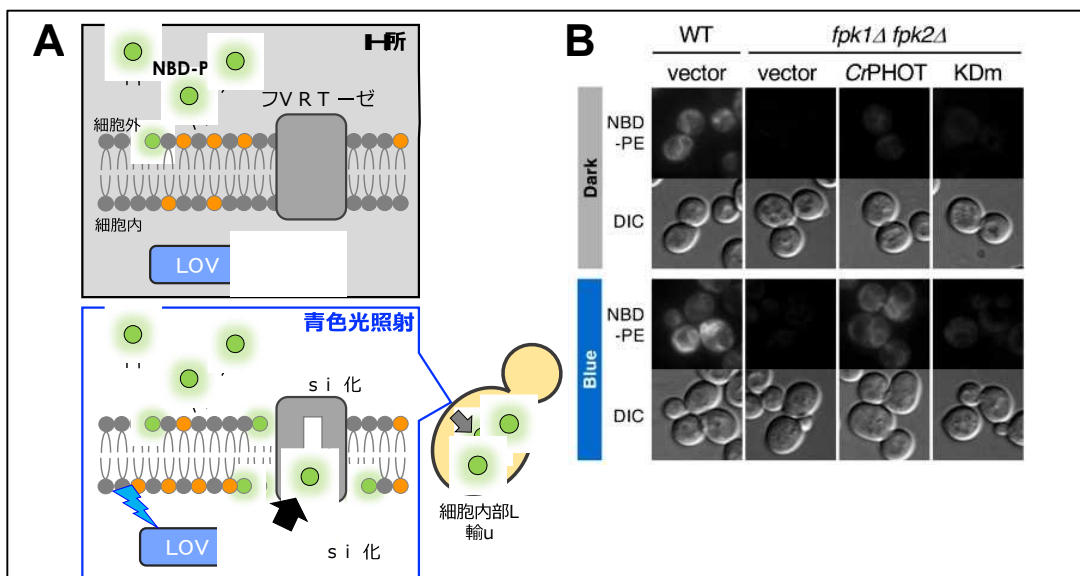 A
所
NBD-P
フVRTーゼ
細胞外
細胞内
LOV
青色光照射
si 化
細胞内部L
輸u
LOV
si 化
B
WT
fpk1Δ fpk2Δ
vector
vector
CrPHOT
KDm
Dark
NBD
-PE
DIC
Blue
NBD
-PE
DIC